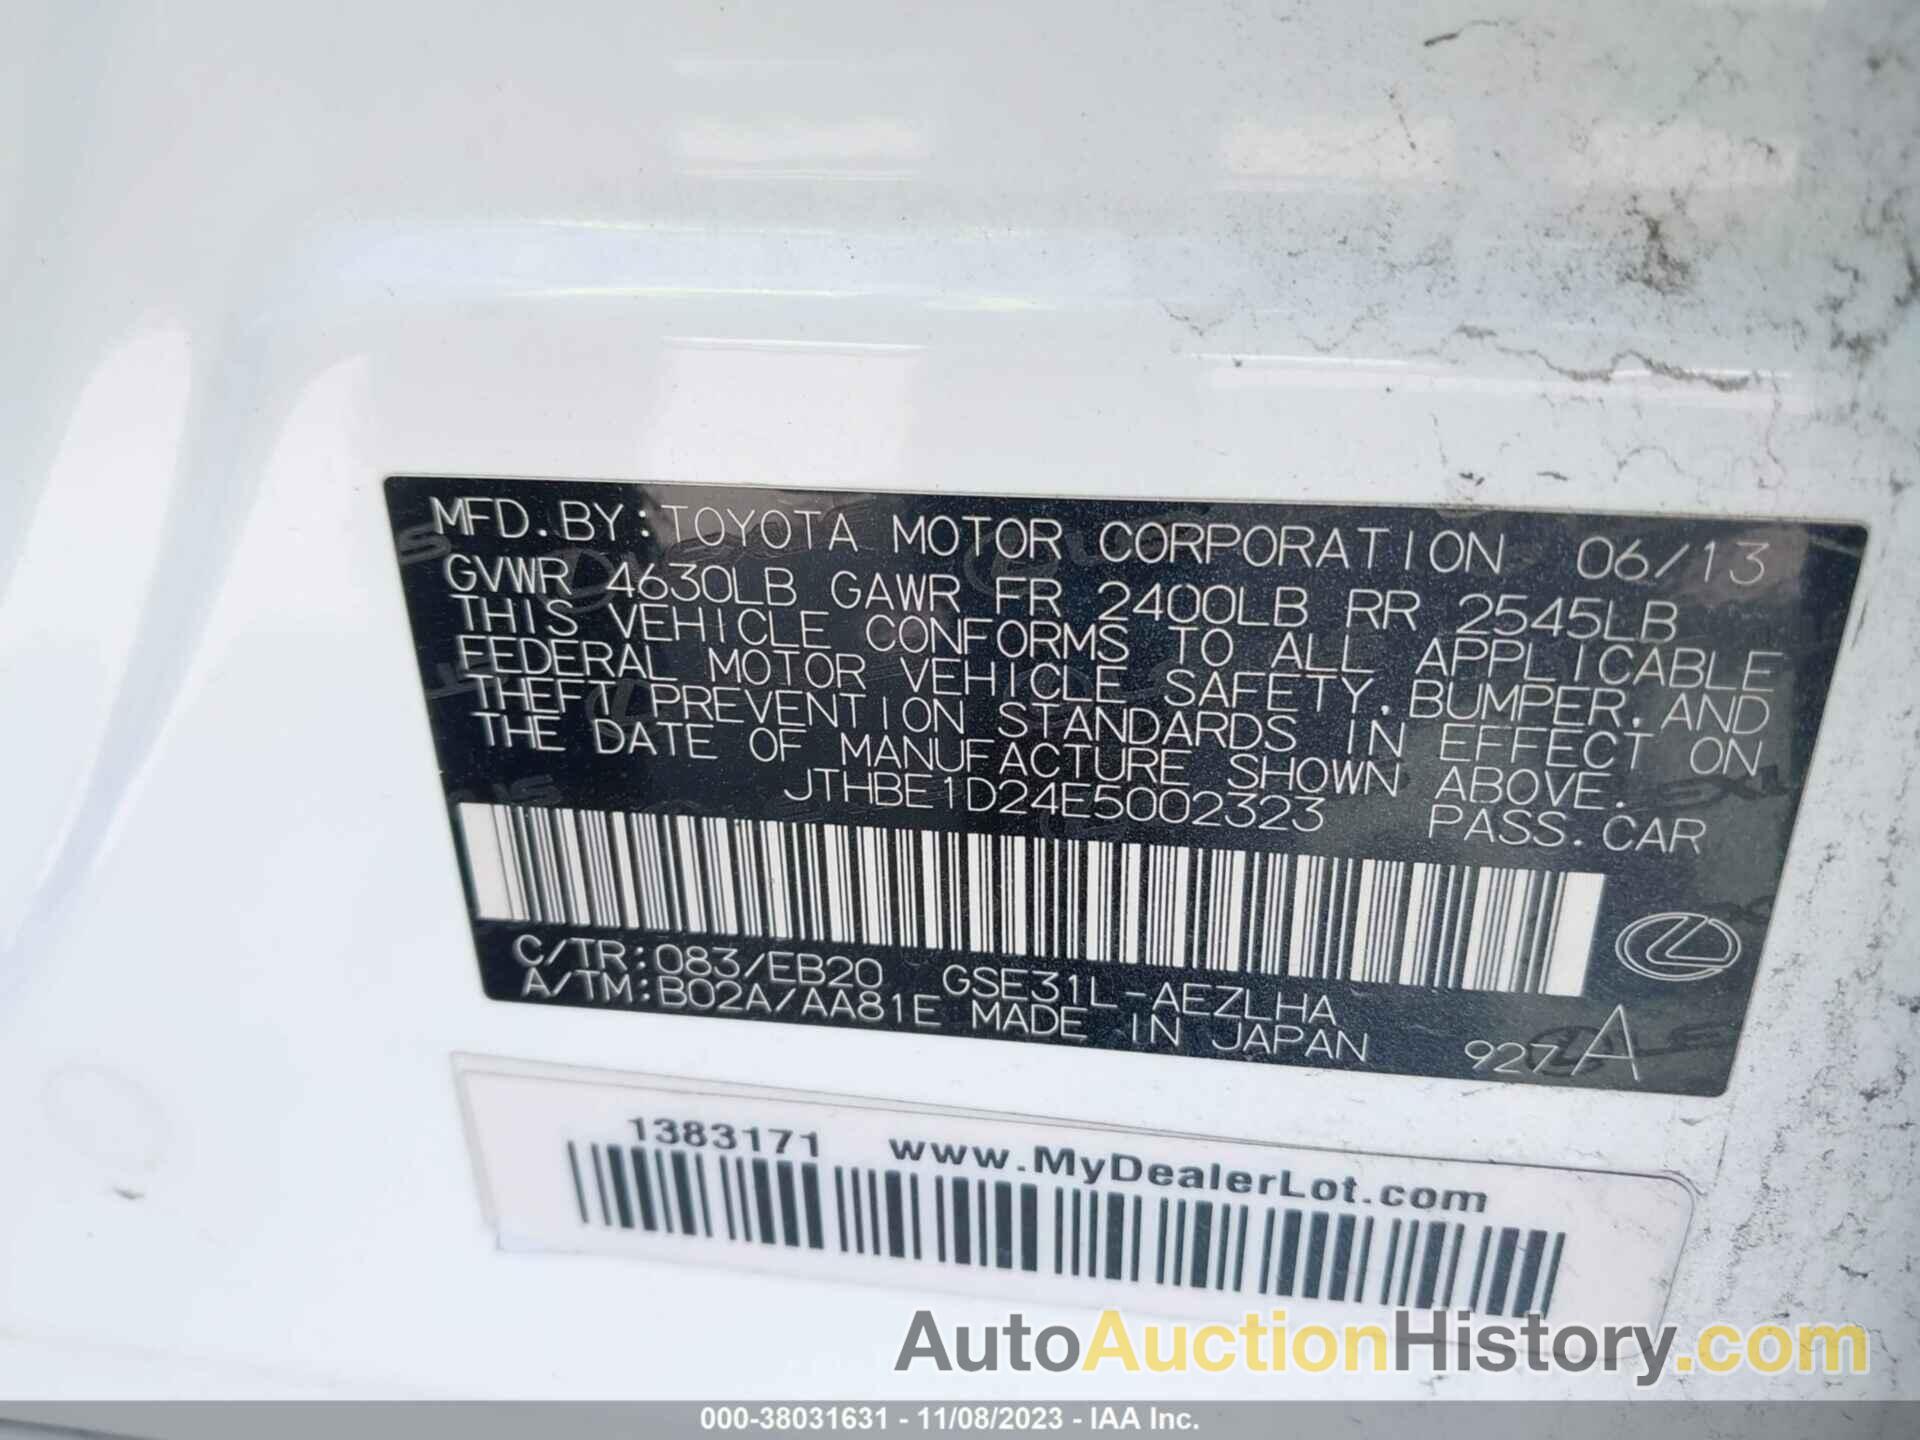 MFD. BY: TOYOTA MOTOR CORPORATION 06/13
GVWR 4630LB GAWR FR 2400LB RR 2545LB
THIS VEHICLE CONFORMS TO ALL APPLICABLE
FEDERAL MOTOR VEHICLE SAFETY, BUMPER, AND
THEFT PREVENTION STANDARDS IN EFFECT ON
THE DATE OF MANUFACTURE SHOWN ABOVE.
JTHBE1D24E5002323 PASS. CAR
C/TR: 083/EB20 GSE31L-AEZLHA
A/TM: B02A/AA81E MADE IN JAPAN
927 A
1383171 www.MyDealerLot.com
AutoAuctionHistory.com
000-38031631 - 11/08/2023 - IAA Inc.